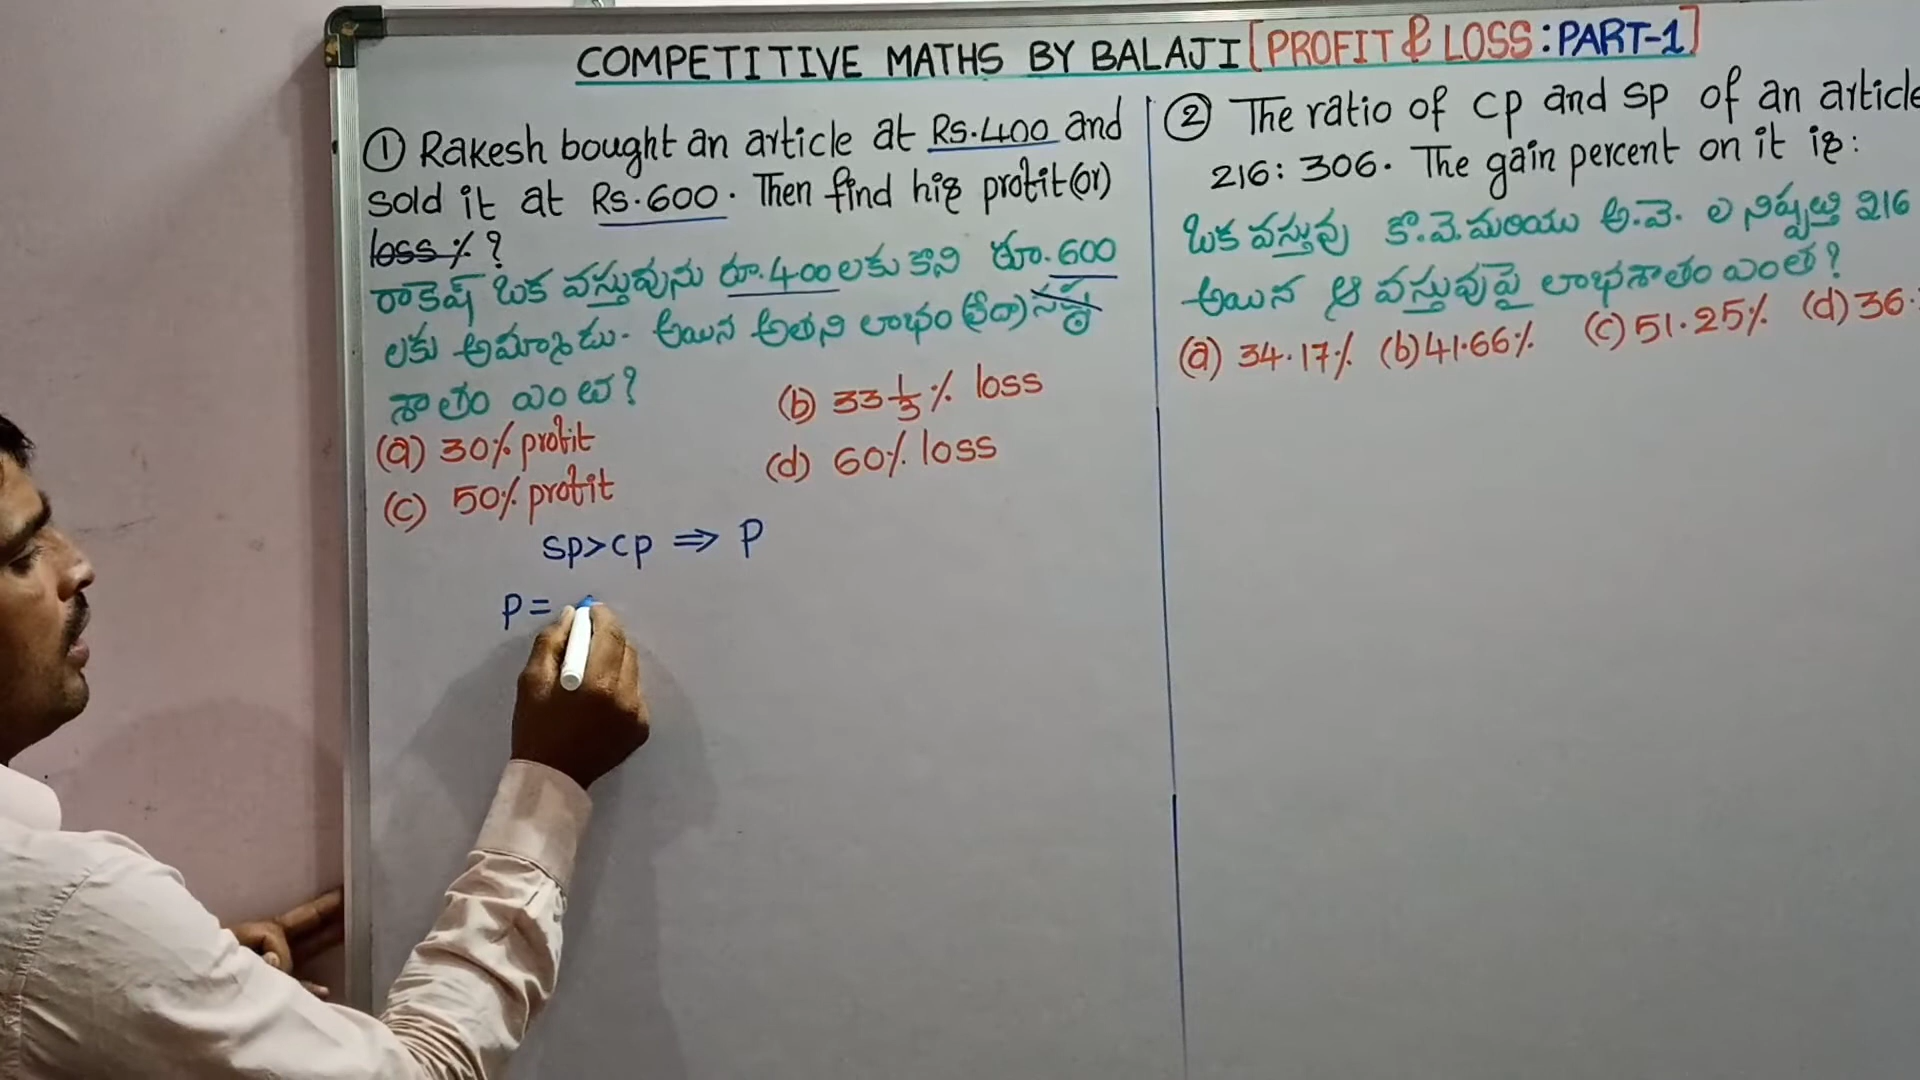 COMPETITIVE MATHS BY BALAJI [PROFIT & LOSS : PART-1]
① Rakesh bought an article at Rs.400 and
sold it at Rs.600. Then find his profit (or)
loss % ?
రాకేష్ ఒక వస్తువును రూ.400 లకు కొని రూ.600
లకు అమ్మాడు. అయిన అతని లాభం (లేదా) నష్ట
శాతం ఎంత?
(a) 30% profit
(b) 33 1/3 % loss
(c) 50% profit
(d) 60% loss
SP>CP ⇒ P
P =
② The ratio of CP and SP of an article
216 : 306. The gain percent on it is :
ఒక వస్తువు కొ.వె. మరియు అ.వె. ల నిష్పత్తి 216
అయిన ఆ వస్తువుపై లాభశాతం ఎంత?
(a) 34.17% (b) 41.66% (c) 51.25% (d) 36.